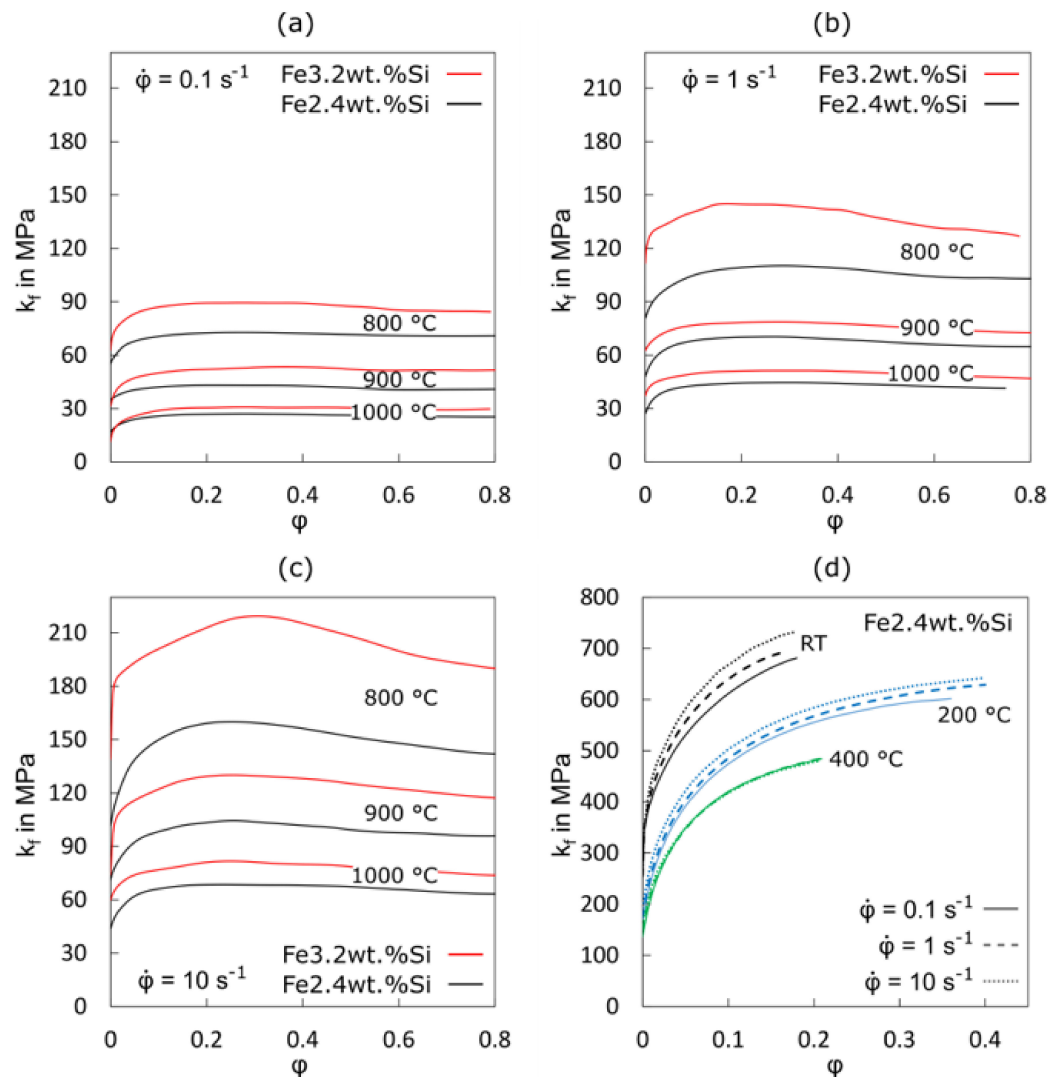 (a)
φ̇ = 0.1 s⁻¹
Fe3.2wt.%Si
Fe2.4wt.%Si
210
180
150
120
90
60
30
0
k_f in MPa
800 °C
900 °C
1000 °C
0 0.2 0.4 0.6 0.8
φ
(b)
φ̇ = 1 s⁻¹
Fe3.2wt.%Si
Fe2.4wt.%Si
210
180
150
120
90
60
30
0
k_f in MPa
800 °C
900 °C
1000 °C
0 0.2 0.4 0.6 0.8
φ
(c)
210
180
150
120
90
60
30
0
k_f in MPa
800 °C
900 °C
1000 °C
Fe3.2wt.%Si
φ̇ = 10 s⁻¹ Fe2.4wt.%Si
0 0.2 0.4 0.6 0.8
φ
(d)
Fe2.4wt.%Si
800
700
600
500
400
300
200
100
0
k_f in MPa
RT
200 °C
400 °C
φ̇ = 0.1 s⁻¹
φ̇ = 1 s⁻¹
φ̇ = 10 s⁻¹
0 0.1 0.2 0.3 0.4
φ